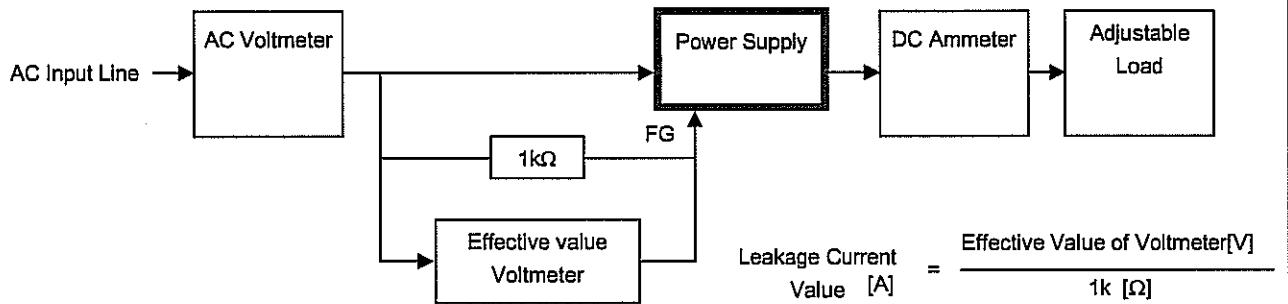 AC Input Line
AC Voltmeter
Power Supply
DC Ammeter
Adjustable
Load
FG
1kΩ
Effective value
Voltmeter
Leakage Current
Value [A]
=
Effective Value of Voltmeter[V]
1k [Ω]